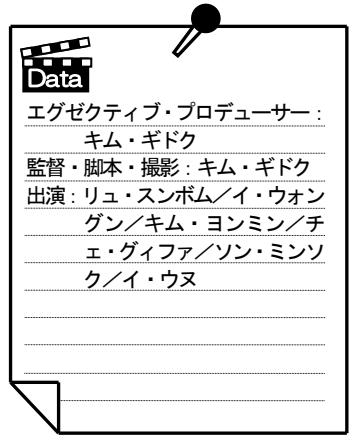 Data
エグゼクティブ・プロデューサー：
キム・ギドク
監督・脚本・撮影：キム・ギドク
出演：リュ・スンボム／イ・ウォン
グン／キム・ヨンミン／チ
ェ・グィファ／ソン・ミンソ
ク／イ・ウヌ